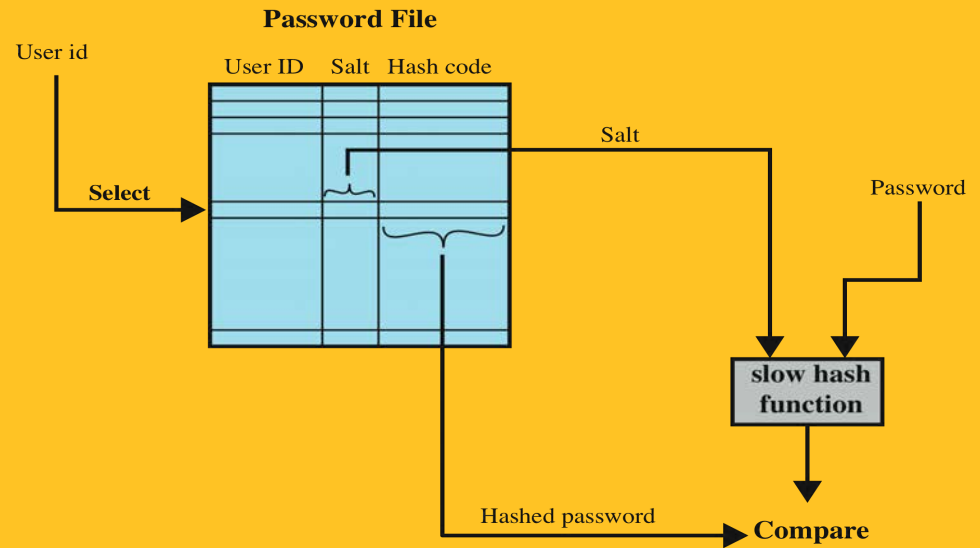 Password File
User id
User ID Salt Hash code
Salt
Select
Password
slow hash
function
Hashed password
Compare